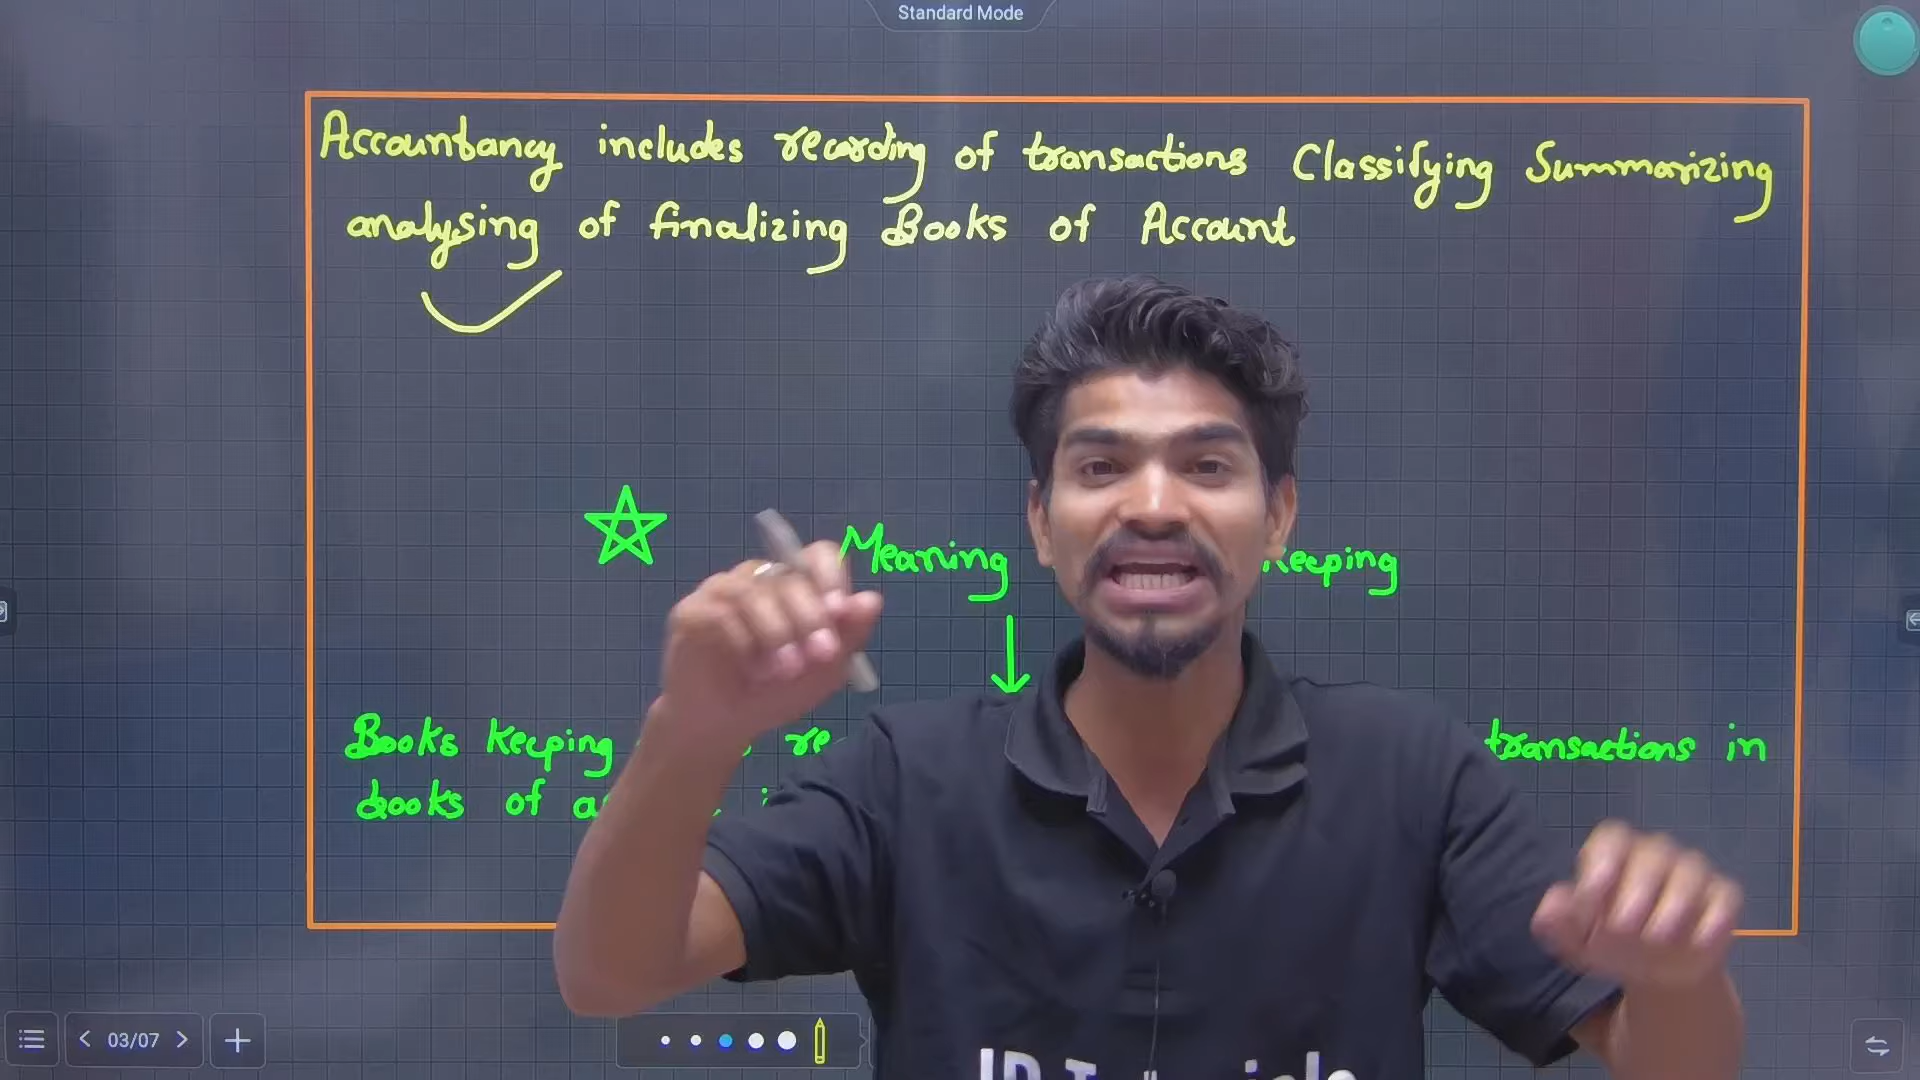 Standard Mode
Accountancy includes recording of transactions Classifying Summarizing
analysing of finalizing Books of Account
Meaning keeping
Books keeping transactions in
books of
03/07